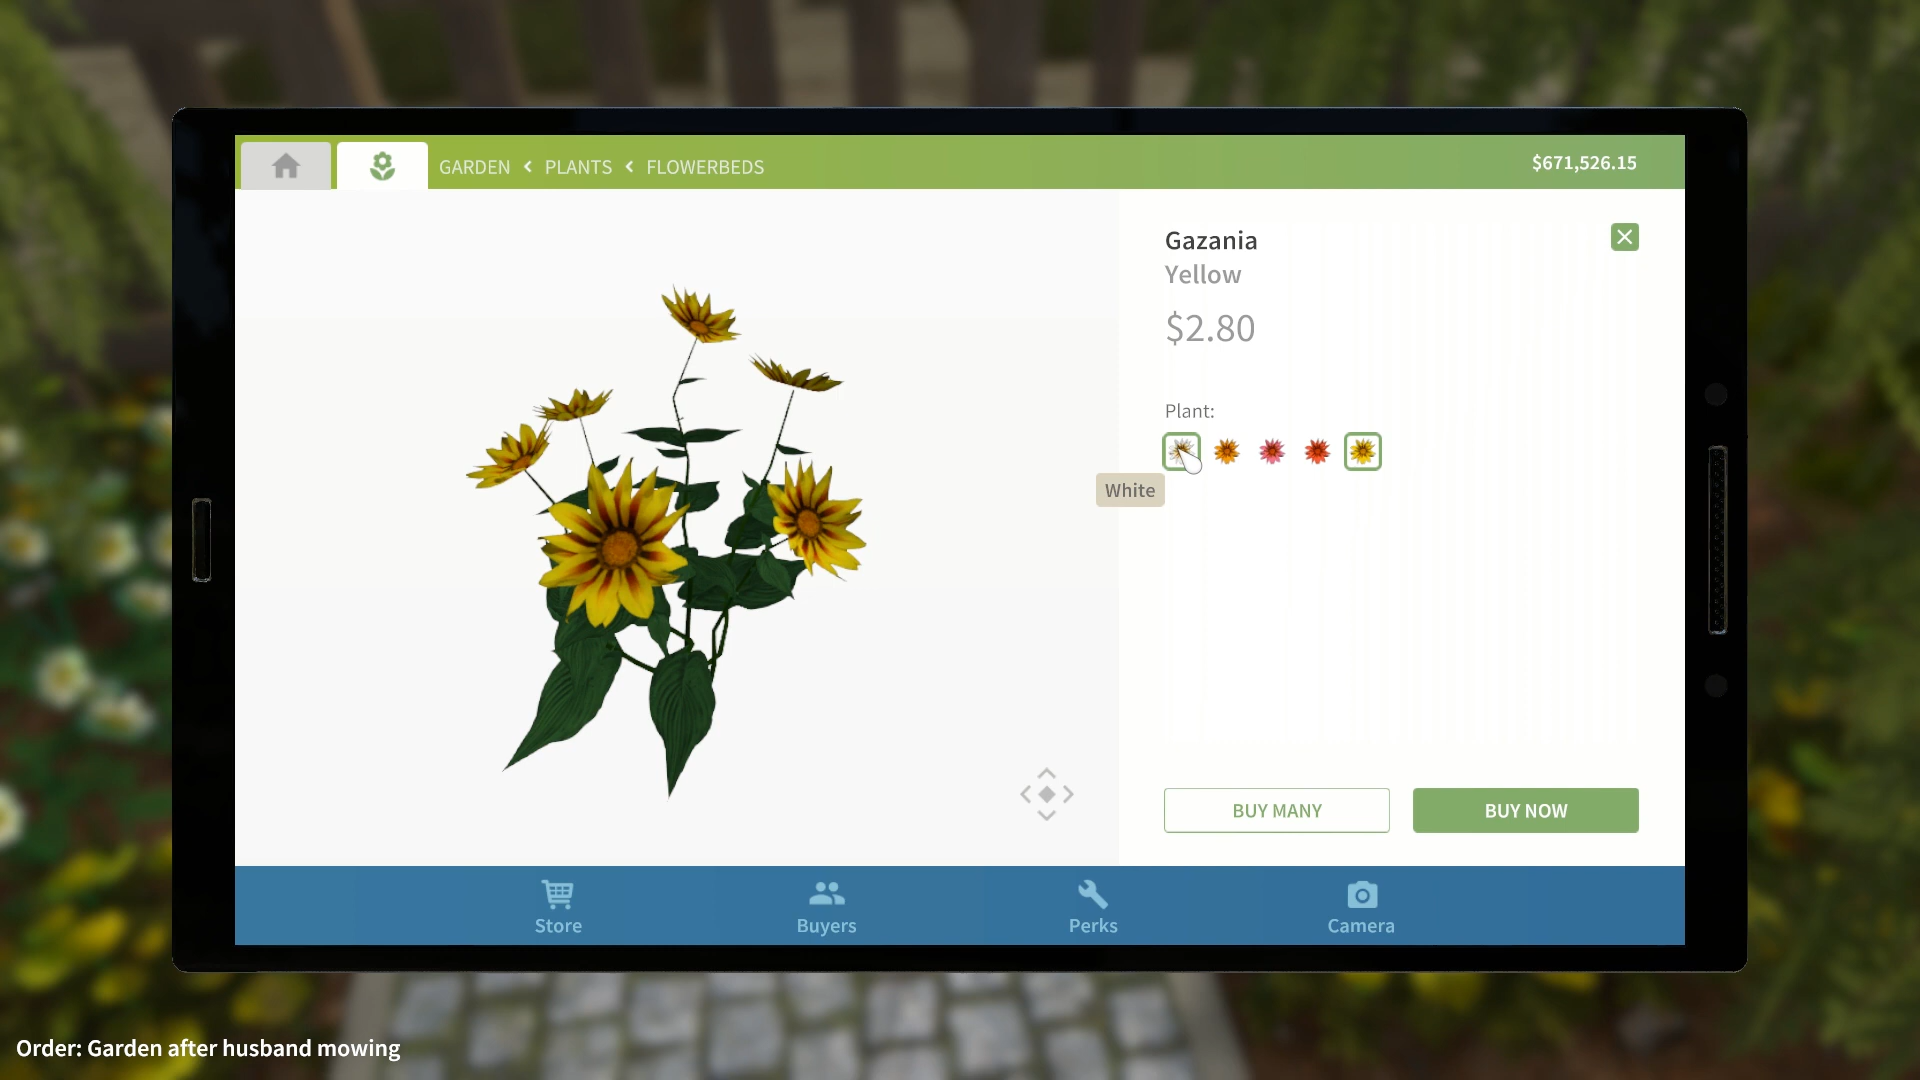 GARDEN < PLANTS < FLOWERBEDS
$671,526.15
Gazania
Yellow
$2.80
Plant:
White
BUY MANY
BUY NOW
Store
Buyers
Perks
Camera
Order: Garden after husband mowing